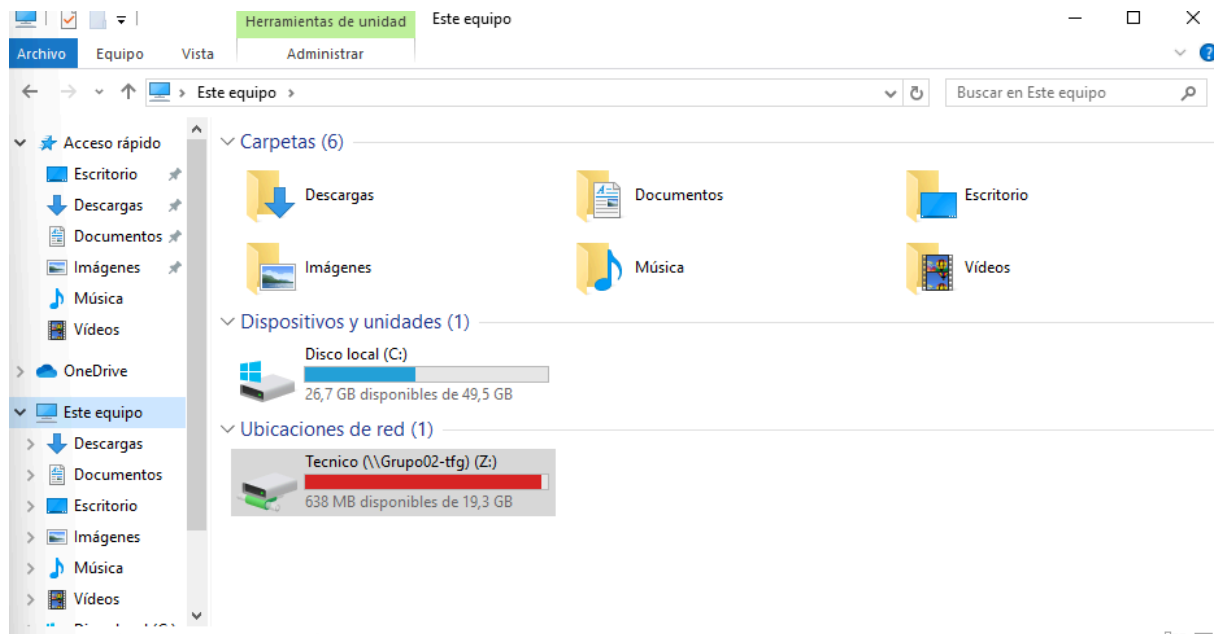 Herramientas de unidad
Este equipo
Archivo
Equipo
Vista
Administrar
Este equipo
Buscar en Este equipo
Acceso rápido
Escritorio
Descargas
Documentos
Imágenes
Música
Vídeos
OneDrive
Este equipo
Descargas
Documentos
Escritorio
Imágenes
Música
Vídeos
Carpetas (6)
Descargas
Documentos
Escritorio
Imágenes
Música
Vídeos
Dispositivos y unidades (1)
Disco local (C:)
26,7 GB disponibles de 49,5 GB
Ubicaciones de red (1)
Tecnico (\\Grupo02-tfg) (Z:)
638 MB disponibles de 19,3 GB